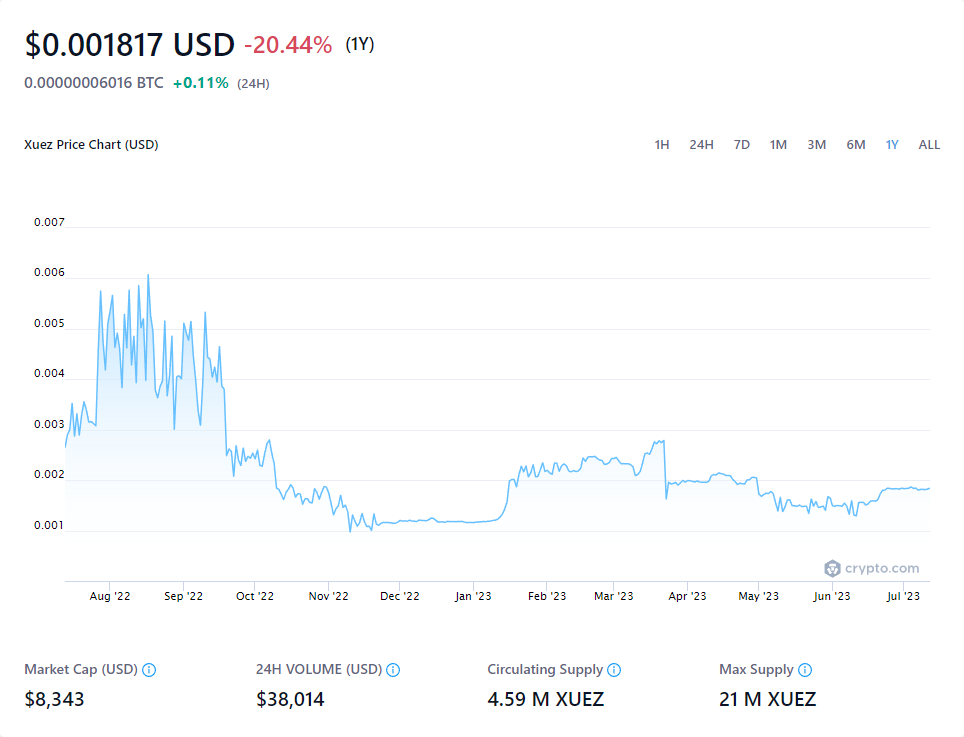 $0.001817 USD -20.44% (1Y)
0.00000006016 BTC +0.11% (24H)
Xuez Price Chart (USD) 1H 24H 7D 1M 3M 6M 1Y ALL
0.007
0.006
0.005
0.004
0.003
0.002
0.001
crypto.com
Aug '22 Sep '22 Oct '22 Nov '22 Dec '22 Jan '23 Feb '23 Mar '23 Apr '23 May '23 Jun '23 Jul '23
Market Cap (USD) 24H VOLUME (USD) Circulating Supply Max Supply
$8,343 $38,014 4.59 M XUEZ 21 M XUEZ